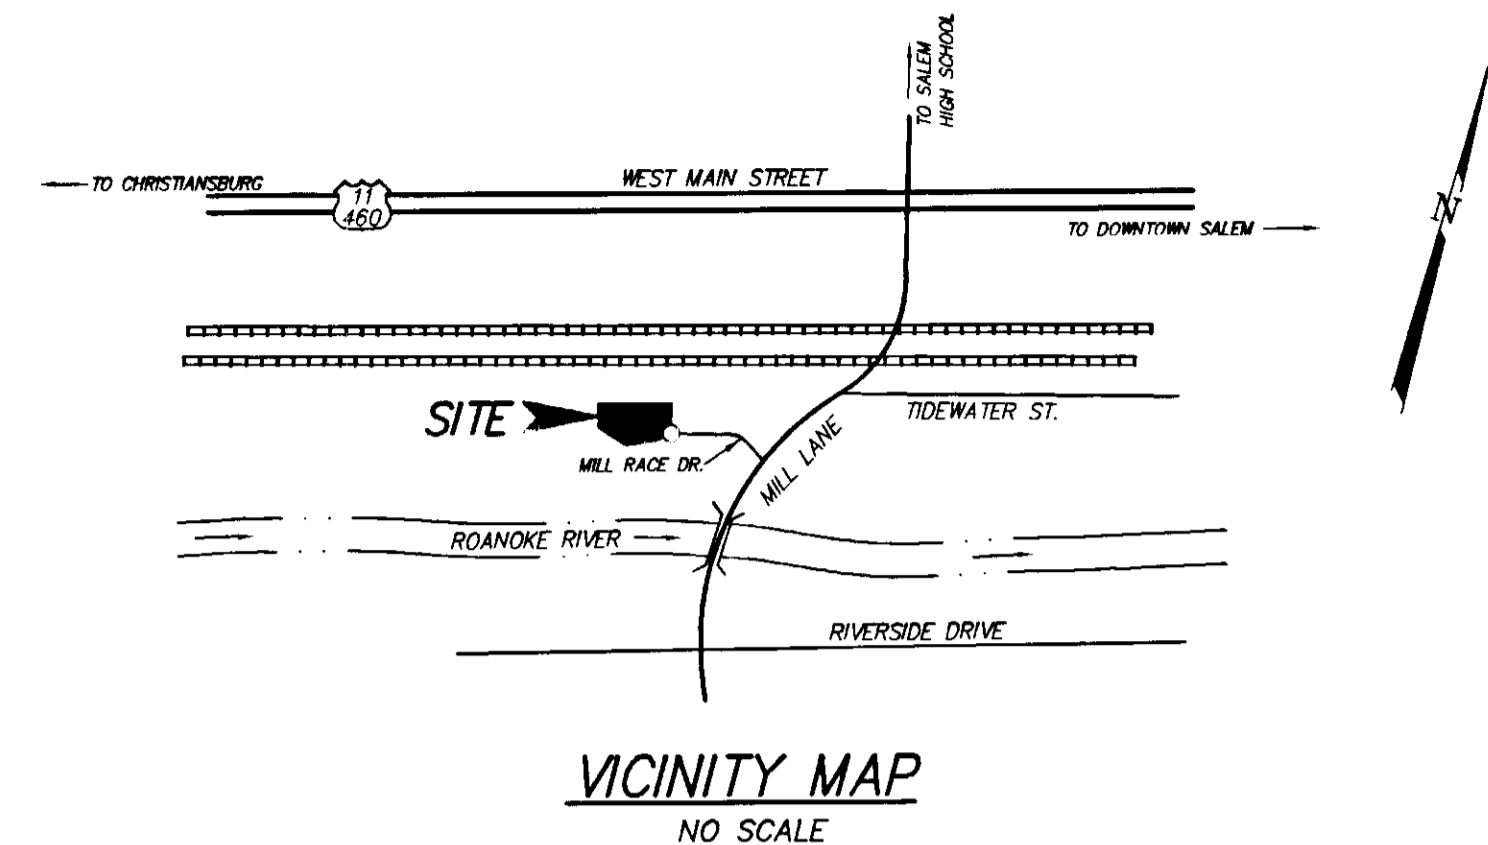 TO SALEM
HIGH SCHOOL
TO CHRISTIANSBURG
11
460
WEST MAIN STREET
TO DOWNTOWN SALEM
N
SITE
TIDEWATER ST.
MILL RACE DR.
MILL LANE
ROANOKE RIVER
RIVERSIDE DRIVE
VICINITY MAP
NO SCALE